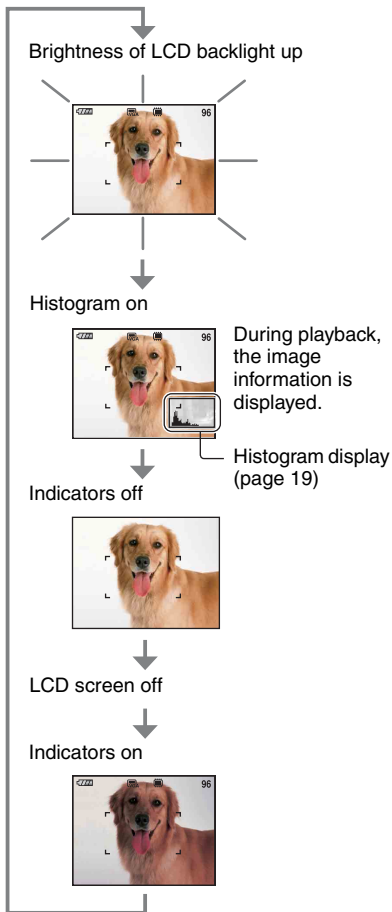 Brightness of LCD backlight up
96
Histogram on
96
During playback,
the image
information is
displayed.
Histogram display
(page 19)
Indicators off
LCD screen off
Indicators on
96